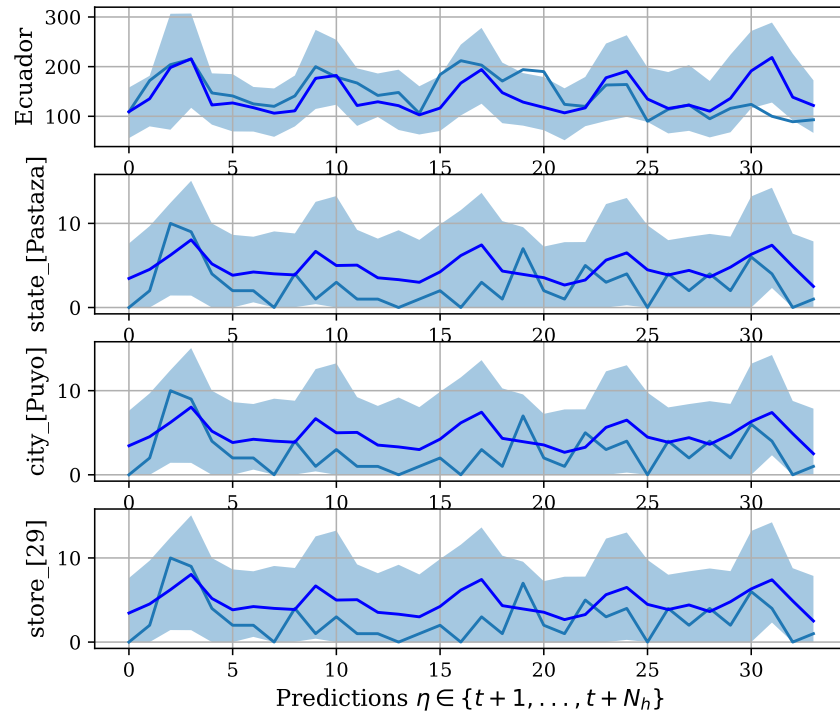 Ecuador
300
200
100
0 5 10 15 20 25 30
state_[Pastaza]
10
0
0 5 10 15 20 25 30
city_[Puyo]
10
0
0 5 10 15 20 25 30
store_[29]
10
0
0 5 10 15 20 25 30
Predictions η ∈ {t + 1, . . . , t + N_h}